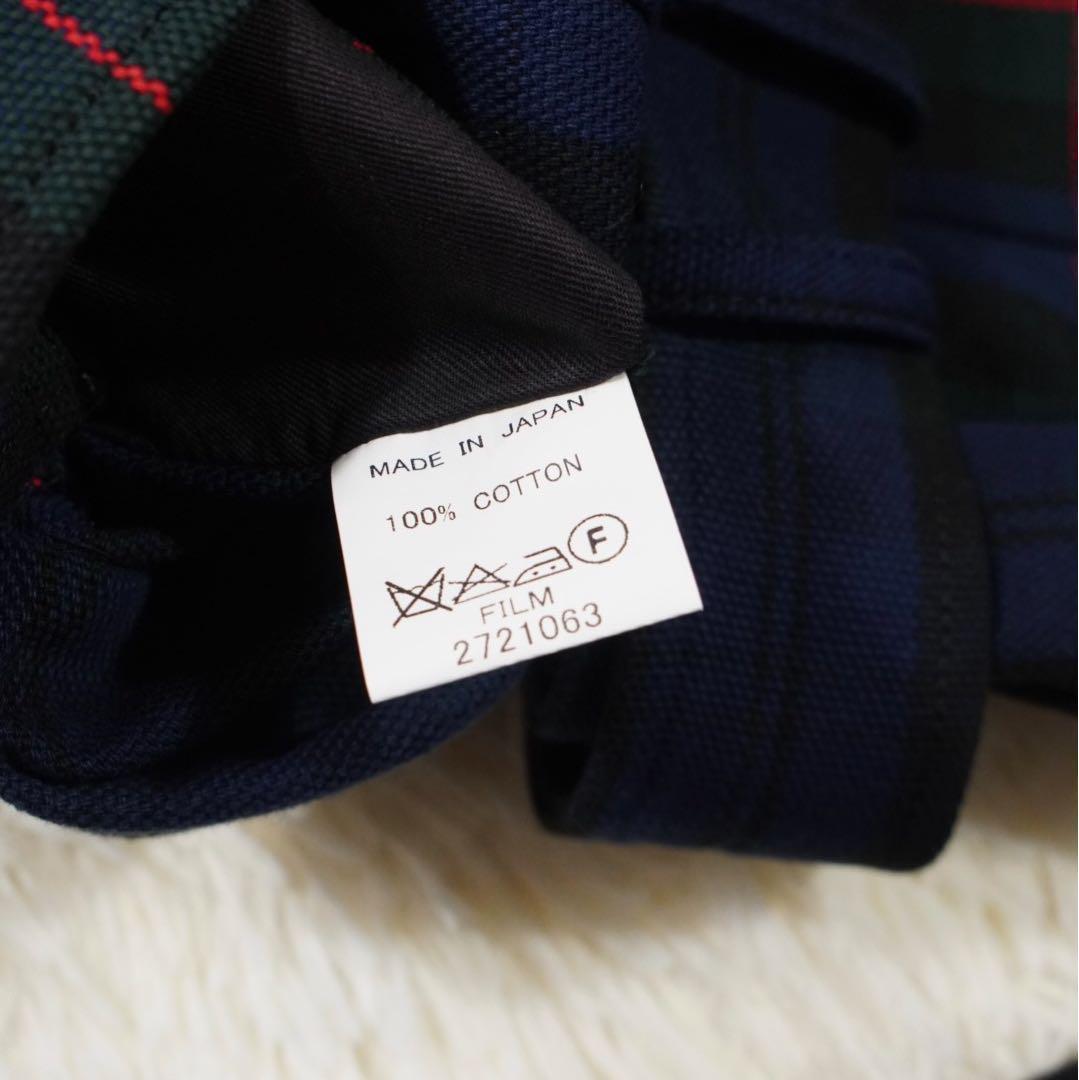 MADE IN JAPAN
100% COTTON
F
FILM
2721063